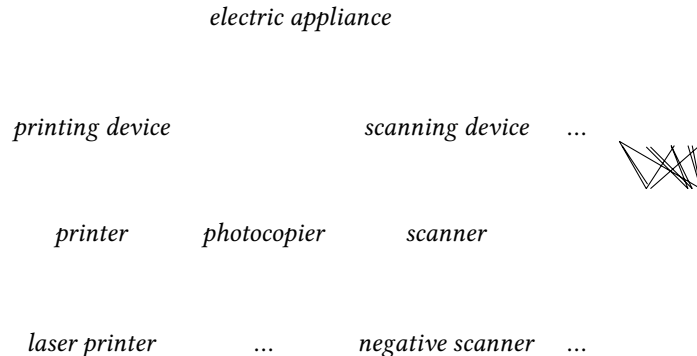 electric appliance
printing device scanning device ...
printer photocopier scanner
laser printer ... negative scanner ...